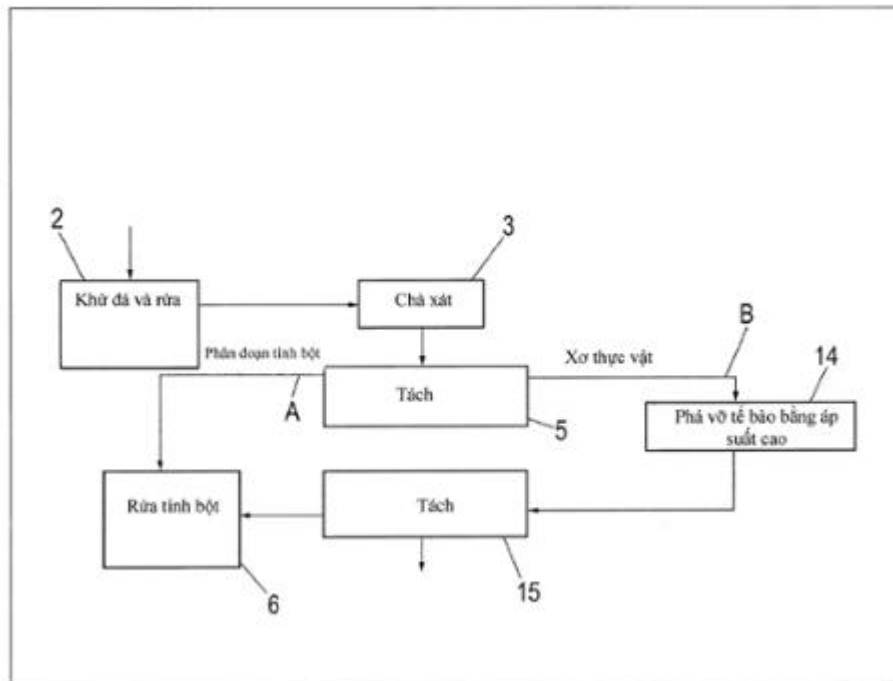 2
3
Khử đá và rửa
Chà xát
B
Phân đoạn tinh bột
Xơ thực vật
14
A
Tách
5
Phá vỡ tế bào bằng áp
suất cao
Rửa tinh bột
Tách
6
15